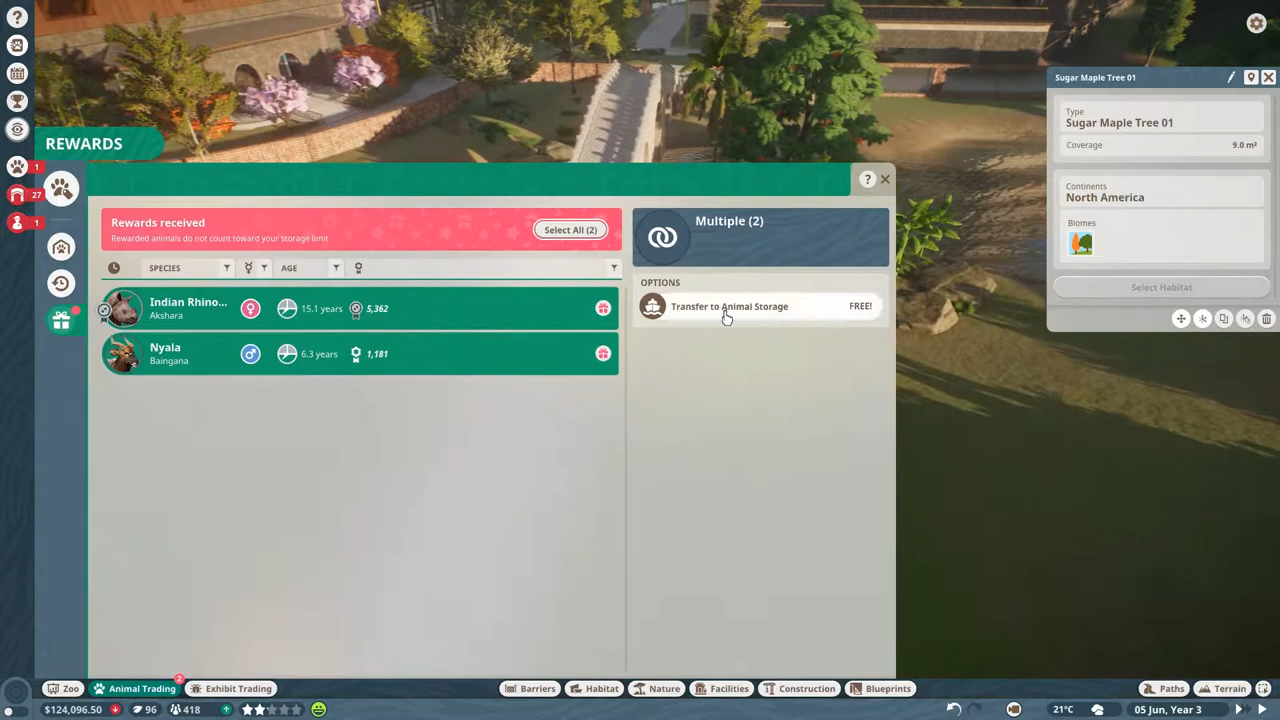 REWARDS
1
27
1
?
Rewards received
Rewarded animals do not count toward your storage limit
Select All (2)
SPECIES
AGE
Indian Rhino...
Akshara
15.1 years
5,362
Nyala
Baingana
6.3 years
1,181
?
Multiple (2)
OPTIONS
Transfer to Animal Storage
FREE!
Sugar Maple Tree 01
Type
Sugar Maple Tree 01
Coverage
9.0 m²
Continents
North America
Biomes
Select Habitat
Zoo
Animal Trading
2
Exhibit Trading
Barriers
Habitat
Nature
Facilities
Construction
Blueprints
Paths
Terrain
$124,096.50
96
418
21°C
05 Jun, Year 3